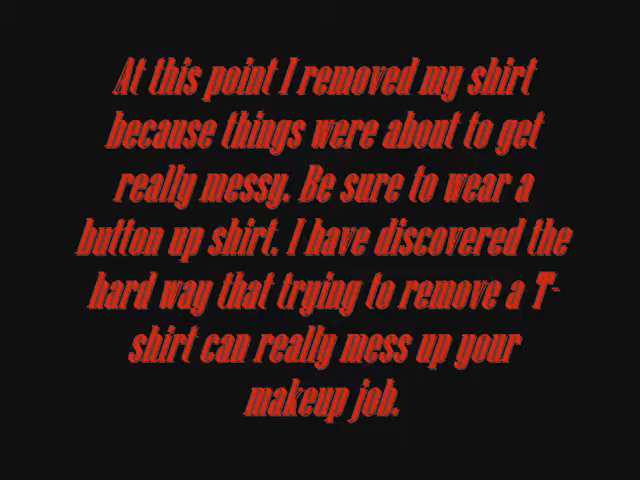 At this point I removed my shirt
because things were about to get
really messy. Be sure to wear a
button up shirt. I have discovered the
hard way that trying to remove a T-
shirt can really mess up your
makeup job.